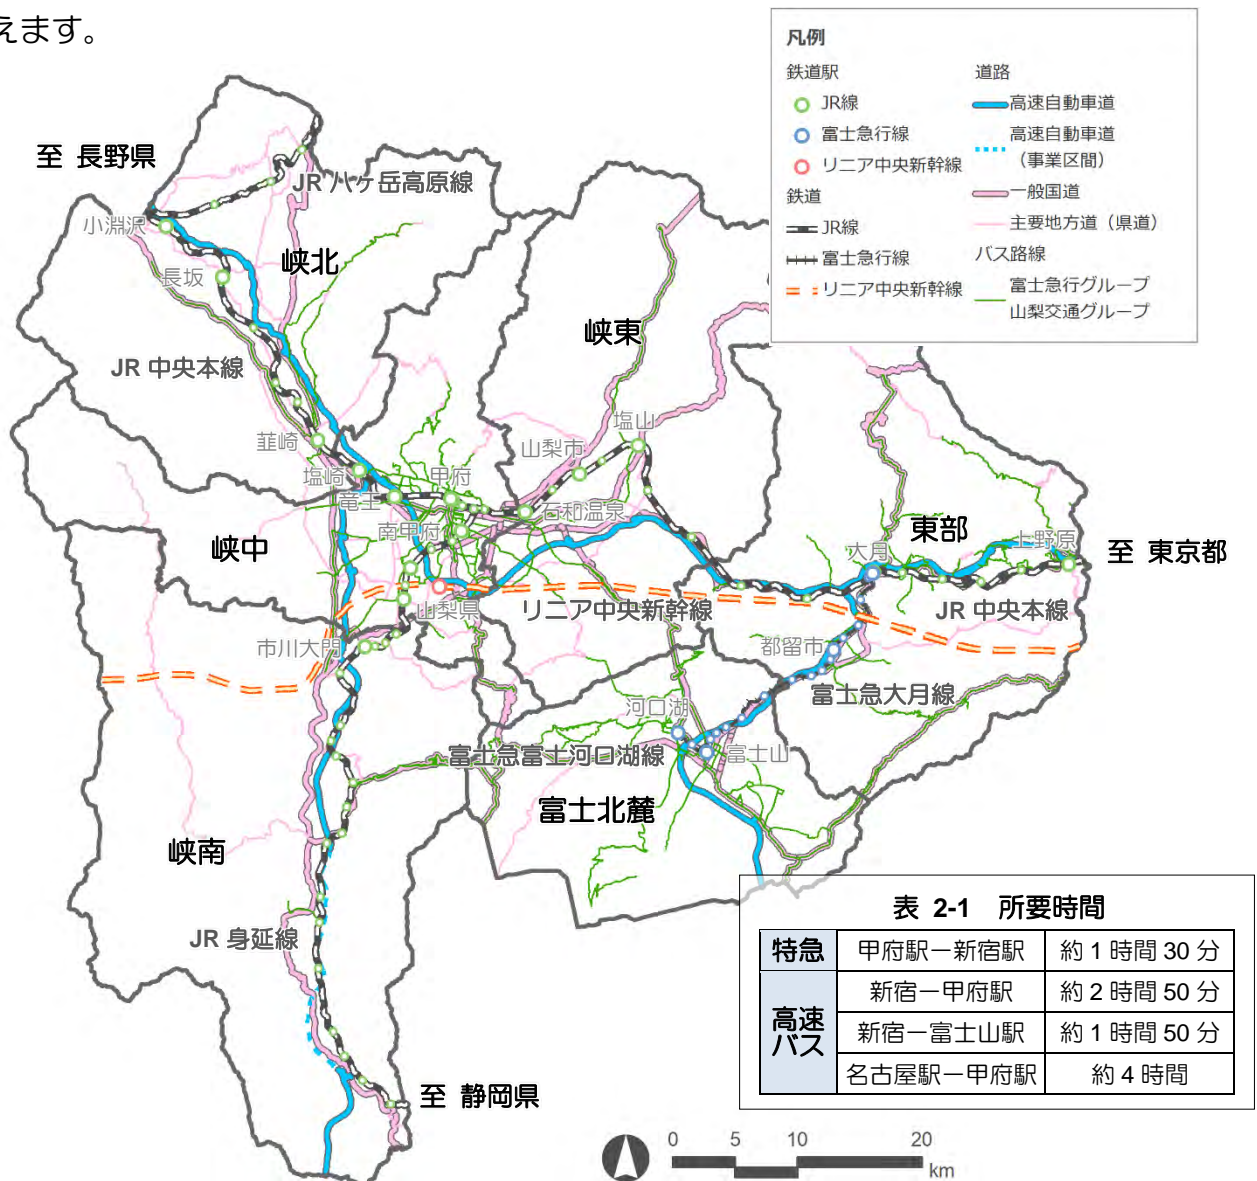 えます。
凡例
鉄道駅
JR線
富士急行線
リニア中央新幹線
鉄道
JR線
富士急行線
リニア中央新幹線
道路
高速自動車道
高速自動車道
（事業区間）
一般国道
主要地方道（県道）
バス路線
富士急行グループ
山梨交通グループ
至 長野県
JR 八ヶ岳高原線
小淵沢
峡北
長坂
峡東
JR 中央本線
塩山
韮崎
山梨市
塩崎
甲府
竜王
石和温泉
南甲府
東部
峡中
大月
上野原
至 東京都
山梨県
リニア中央新幹線
JR 中央本線
市川大門
都留市
富士急大月線
河口湖
富士急富士河口湖線
富士山
富士北麓
峡南
JR 身延線
至 静岡県
表 2-1 所要時間
特急 甲府駅ー新宿駅 約 1 時間 30 分
高速バス 新宿ー甲府駅 約 2 時間 50 分
新宿ー富士山駅 約 1 時間 50 分
名古屋駅ー甲府駅 約 4 時間
0 5 10 20
km